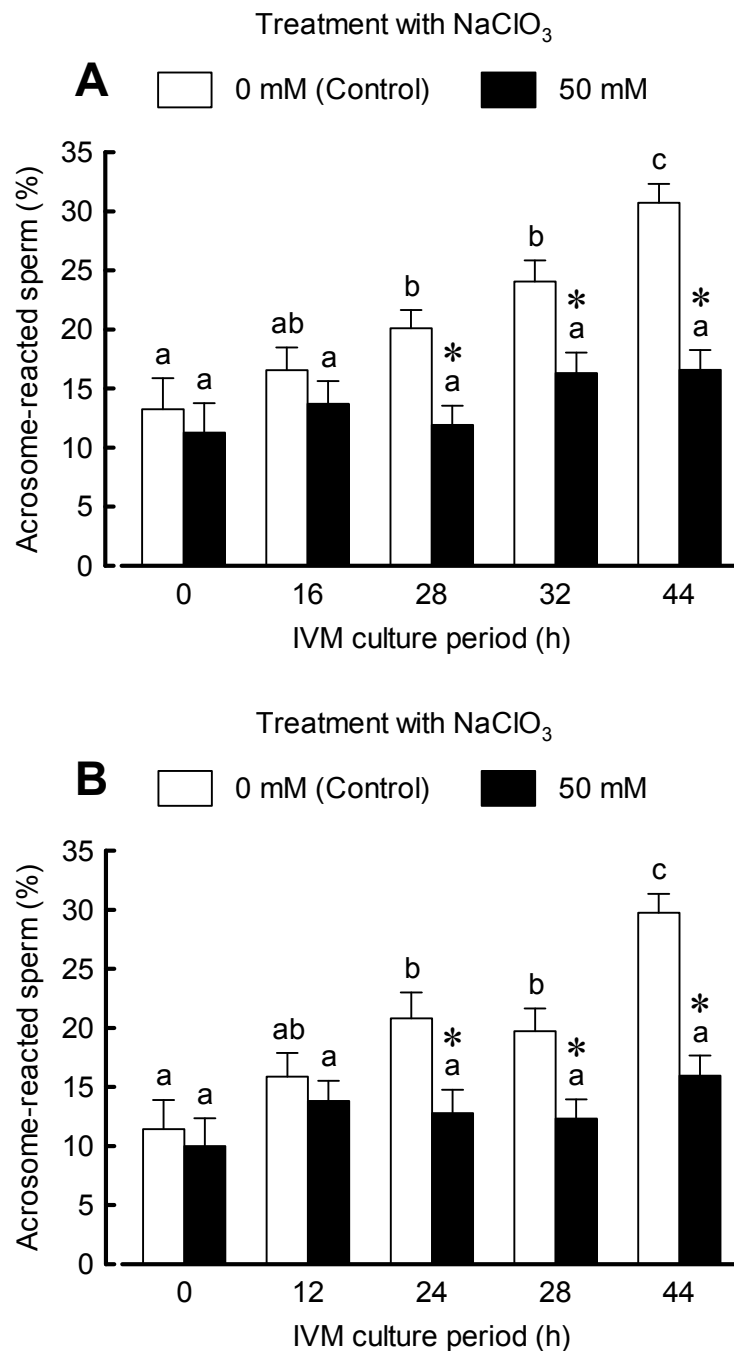 Treatment with NaClO₃
A 0 mM (Control) 50 mM
Acrosome-reacted sperm (%)
35
30
25
20
15
10
5
0
a a ab a b * a b * a c * a
0 16 28 32 44
IVM culture period (h)
Treatment with NaClO₃
B 0 mM (Control) 50 mM
Acrosome-reacted sperm (%)
35
30
25
20
15
10
5
0
a a ab a b * a b * a c * a
0 12 24 28 44
IVM culture period (h)